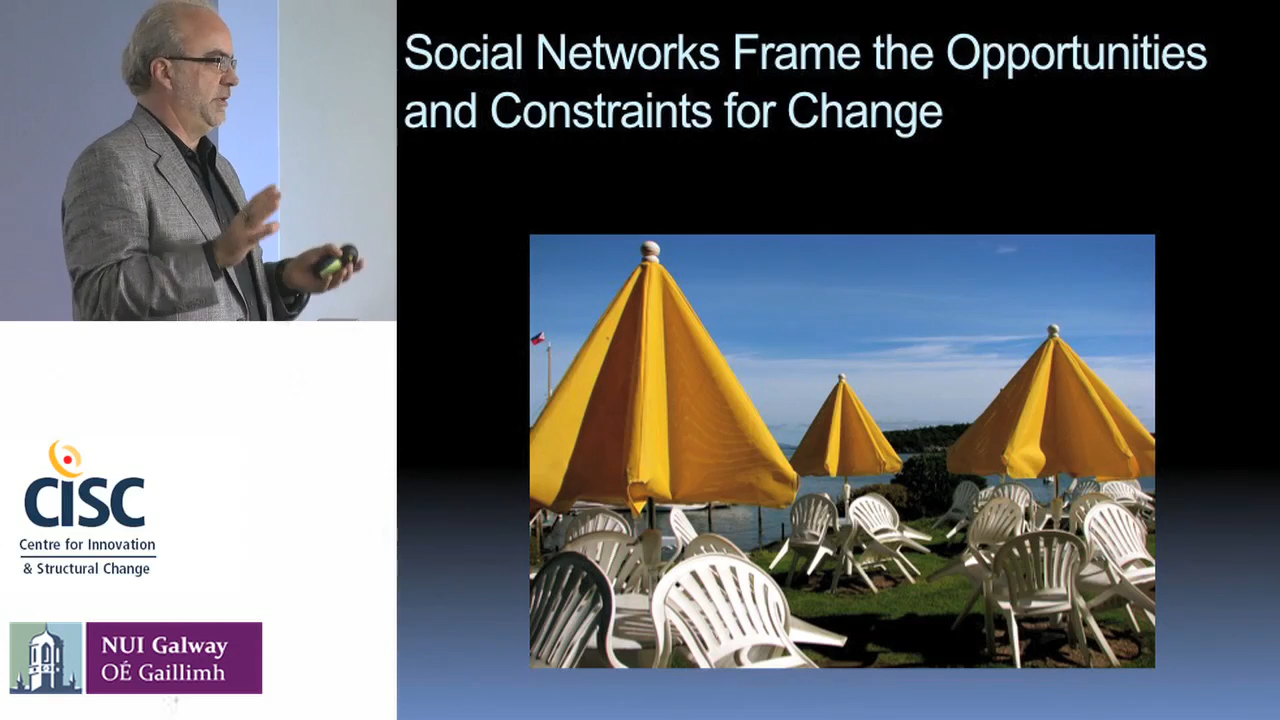 Social Networks Frame the Opportunities
and Constraints for Change
CISC
Centre for Innovation
& Structural Change
NUI Galway
OÉ Gaillimh